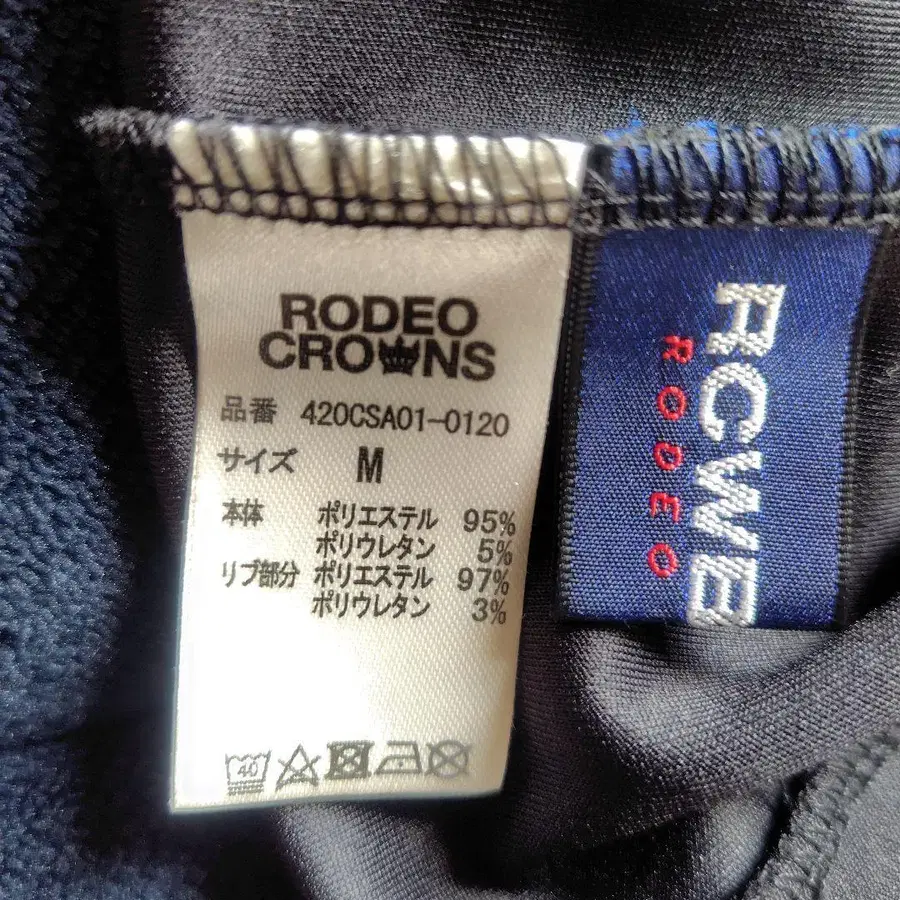 RODEO
CROWNS
品番 420CSA01-0120
サイズ M
本体 ポリエステル 95%
ポリウレタン 5%
リブ部分 ポリエステル 97%
ポリウレタン 3%
40
RCWB
RODEO